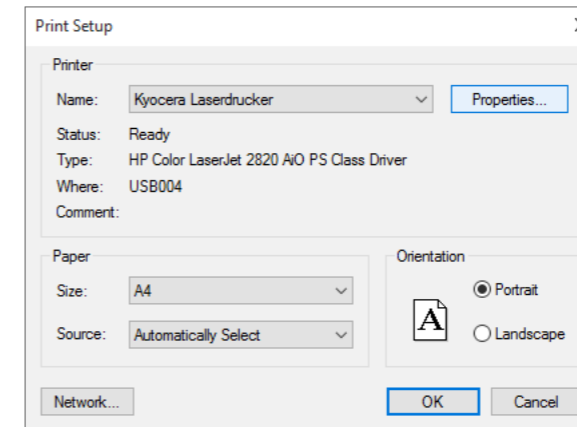 Print Setup
Printer
Name: Kyocera Laserdrucker Properties...
Status: Ready
Type: HP Color LaserJet 2820 AiO PS Class Driver
Where: USB004
Comment:
Paper
Size: A4
Source: Automatically Select
Orientation
A
Portrait
Landscape
Network... OK Cancel